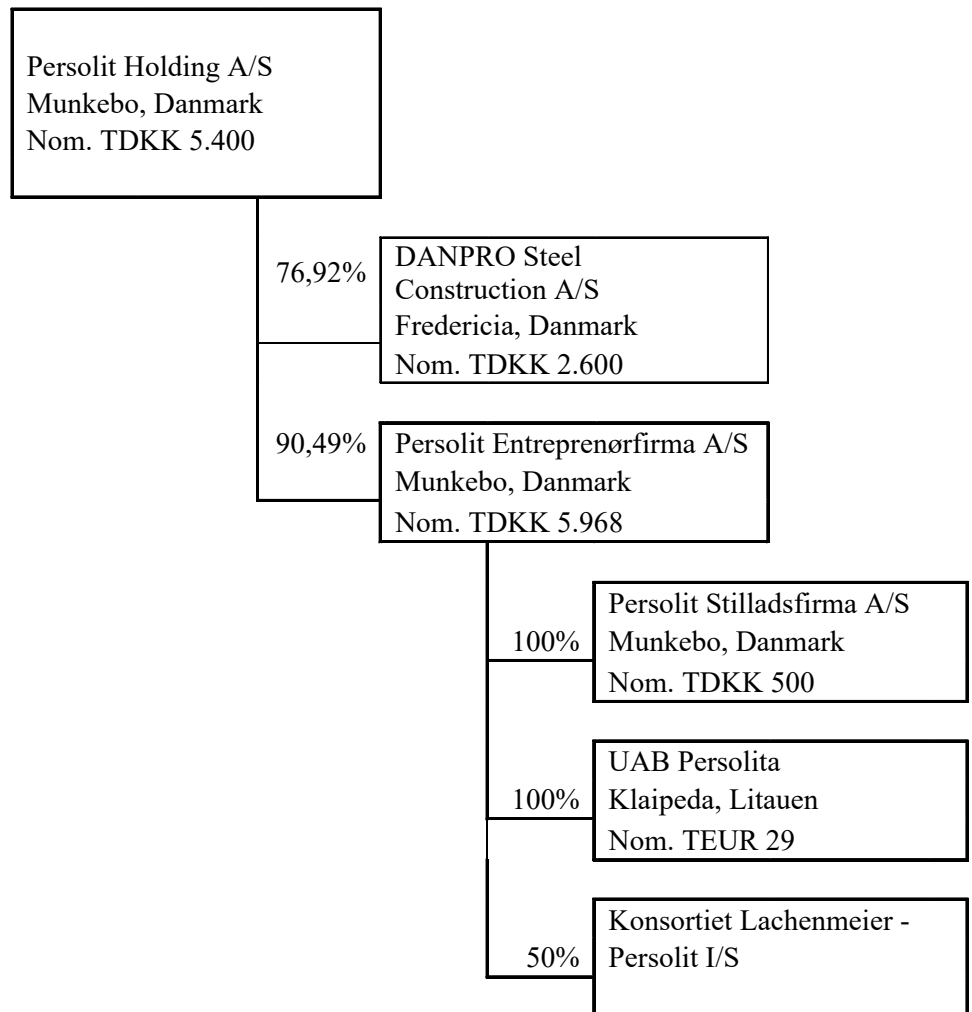 Persolit Holding A/S
Munkebo, Danmark
Nom. TDKK 5.400
76,92%
DANPRO Steel
Construction A/S
Fredericia, Danmark
Nom. TDKK 2.600
90,49%
Persolit Entreprenørfirma A/S
Munkebo, Danmark
Nom. TDKK 5.968
100%
Persolit Stilladsfirma A/S
Munkebo, Danmark
Nom. TDKK 500
100%
UAB Persolita
Klaipeda, Litauen
Nom. TEUR 29
50%
Konsortiet Lachenmeier -
Persolit I/S